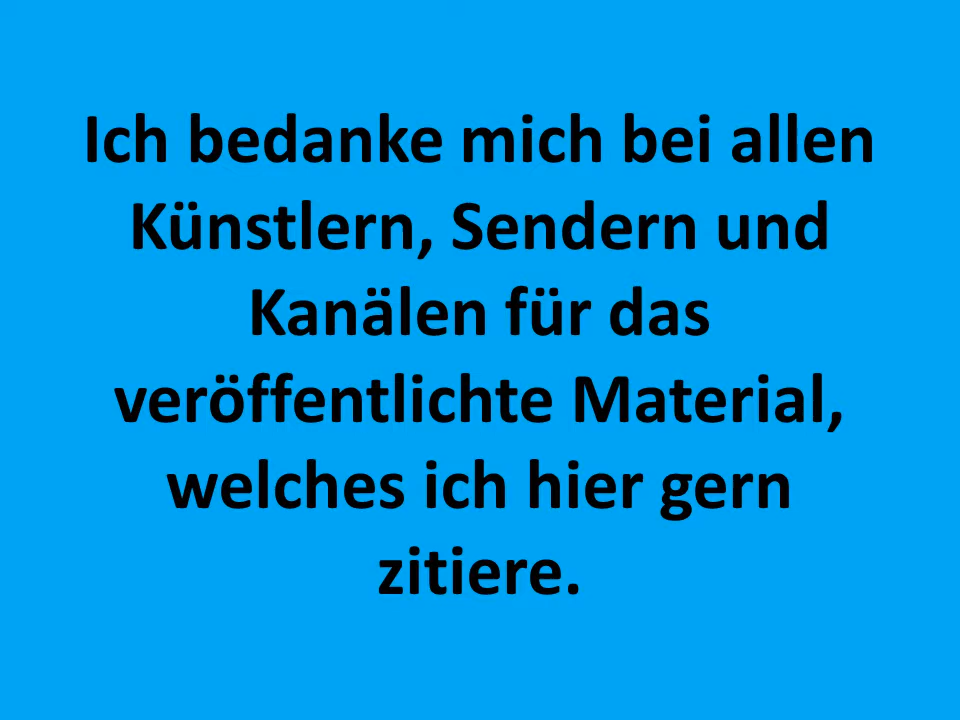 Ich bedanke mich bei allen
Künstlern, Sendern und
Kanälen für das
veröffentlichte Material,
welches ich hier gern
zitiere.